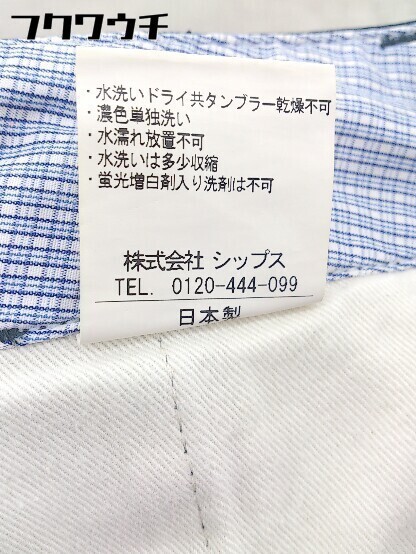 フクワウチ
・水洗いドライ共タンブラー乾燥不可
・濃色単独洗い
・水濡れ放置不可
・水洗いは多少収縮
・蛍光増白剤入り洗剤は不可
株式会社 シップス
TEL. 0120-444-099
日本製